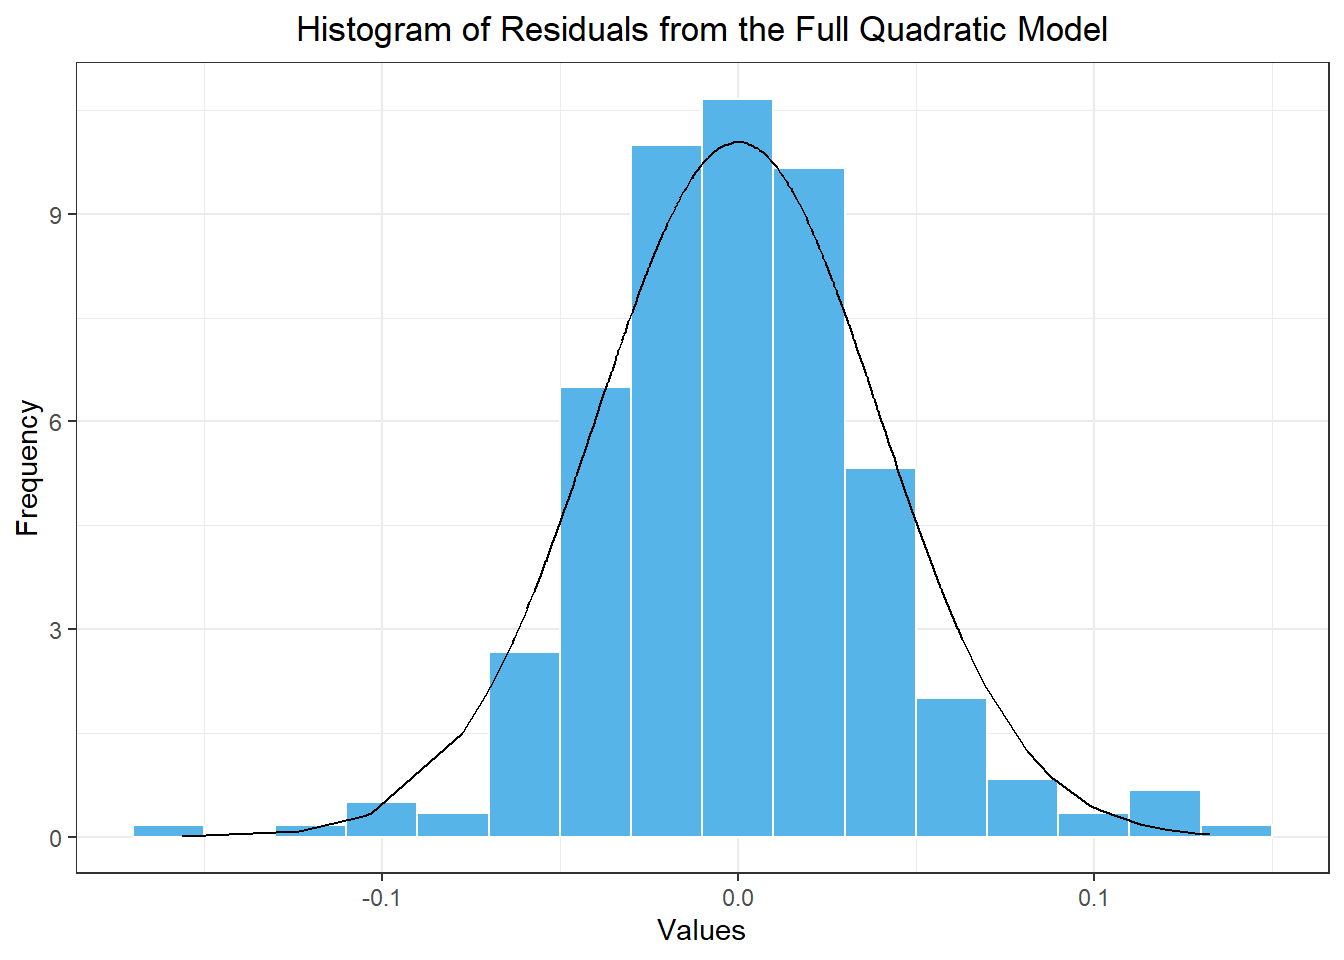 Histogram of Residuals from the Full Quadratic Model
Frequency
9
6
3
0
-0.1
0.0
0.1
Values